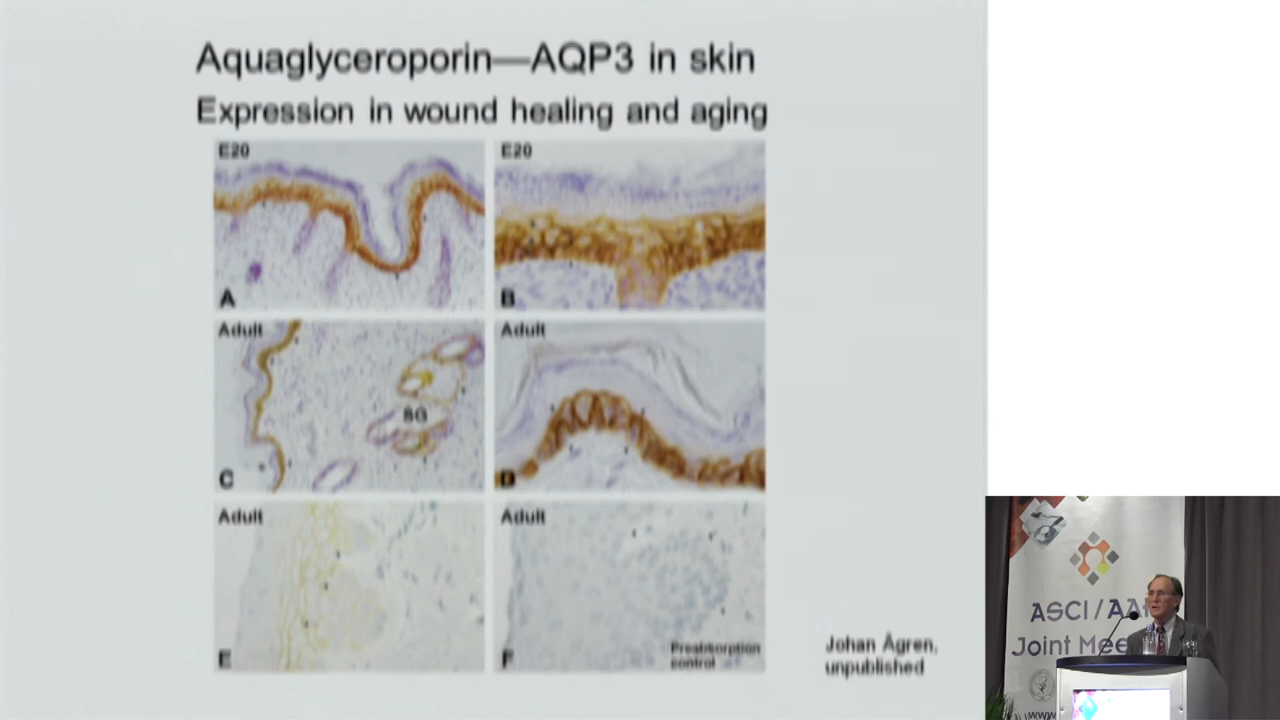 Aquaglyceroporin—AQP3 in skin
Expression in wound healing and aging
E20
A
E20
B
Adult
SG
C
Adult
D
Adult
E
Adult
Preabsorption
control
F
Johan Ågren,
unpublished
ASCI / AA
Joint Mee
www